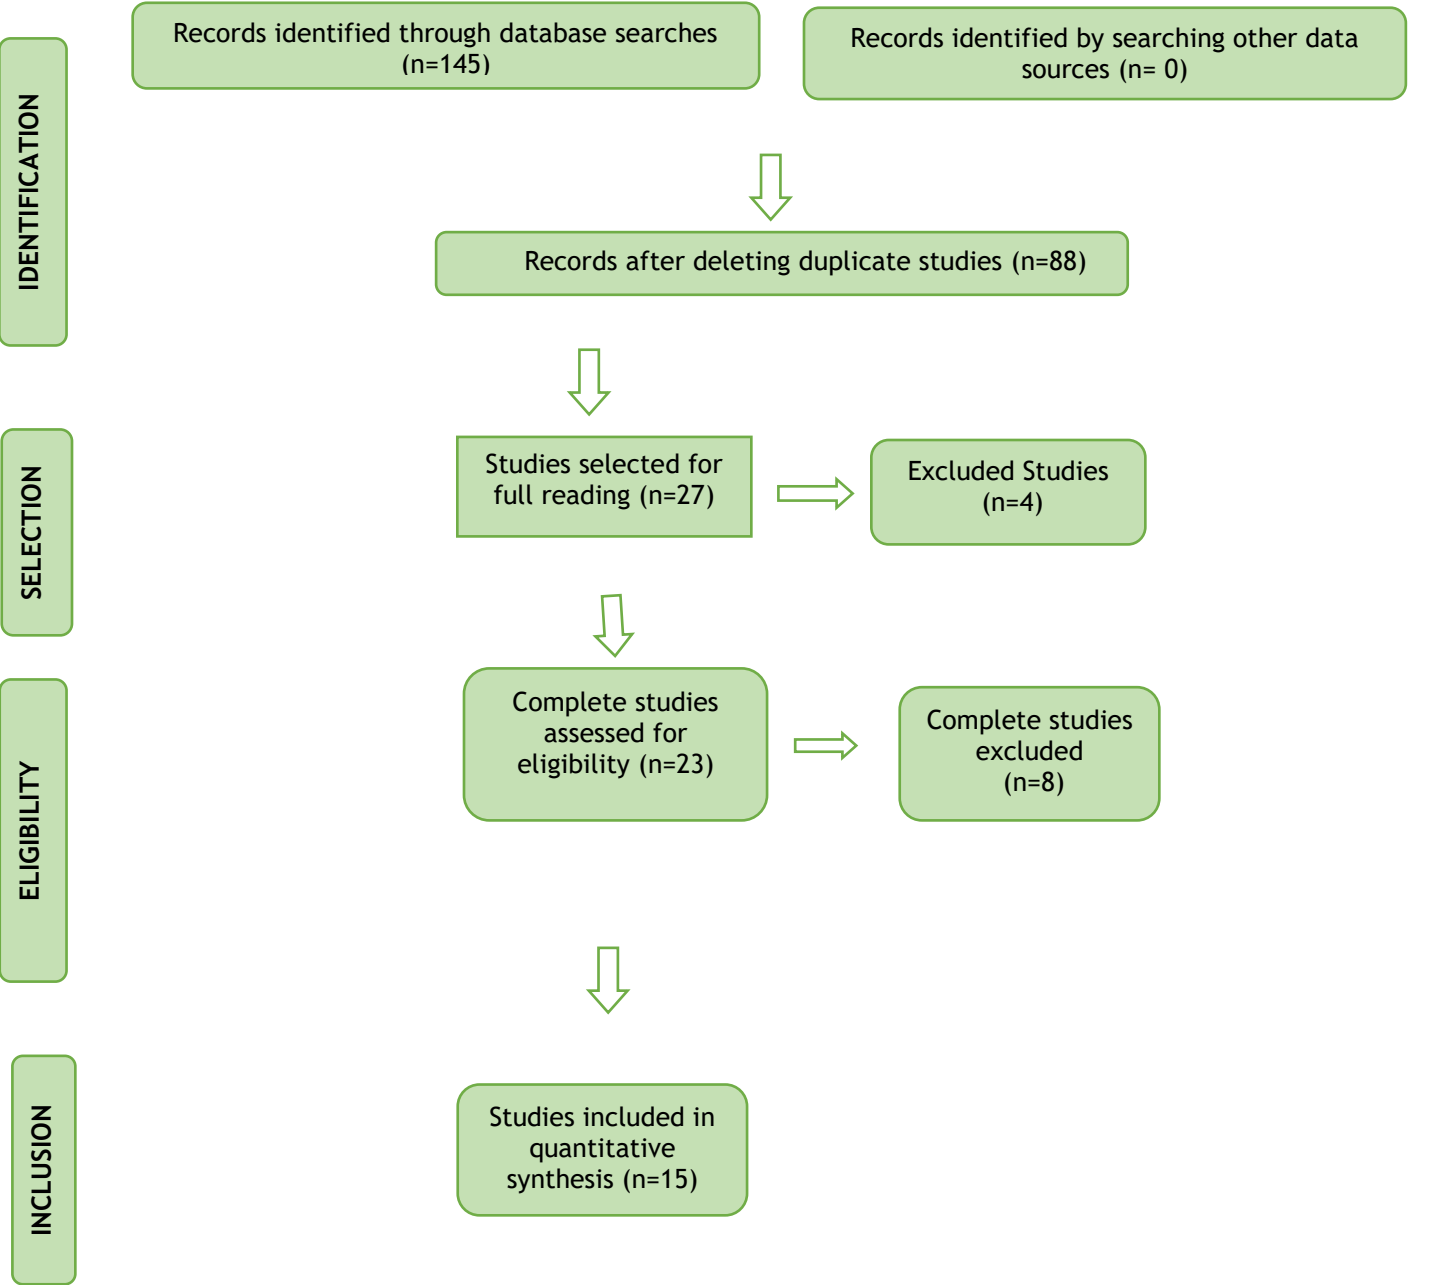 Records identified through database searches
(n=145)
Records identified by searching other data
sources (n= 0)
IDENTIFICATION
Records after deleting duplicate studies (n=88)
SELECTION
Studies selected for
full reading (n=27)
Excluded Studies
(n=4)
ELIGIBILITY
Complete studies
assessed for
eligibility (n=23)
Complete studies
excluded
(n=8)
INCLUSION
Studies included in
quantitative
synthesis (n=15)